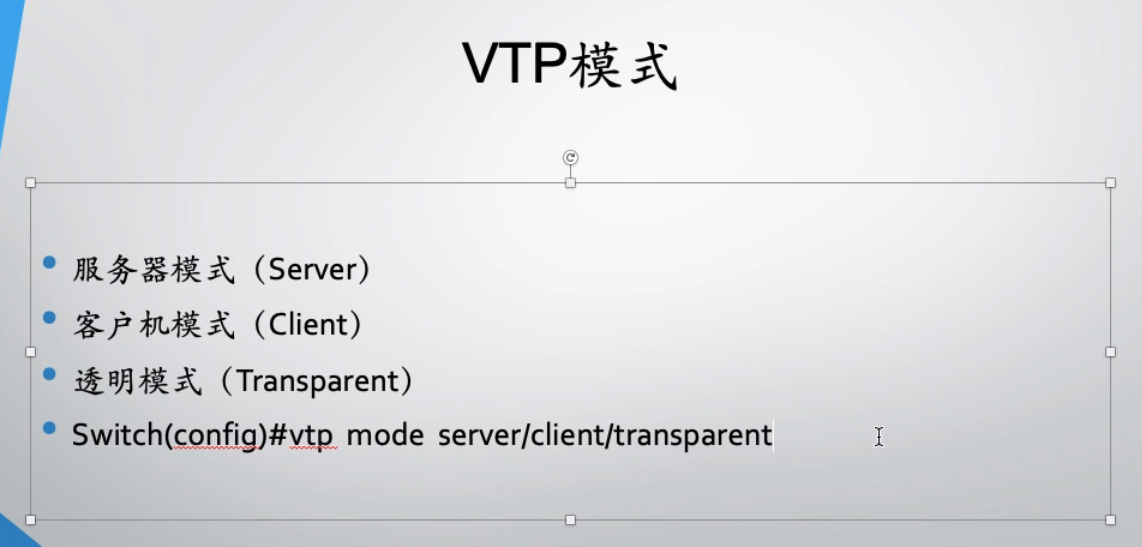 VTP模式
服务器模式（Server）
客户机模式（Client）
透明模式（Transparent）
Switch(config)#vtp mode server/client/transparent